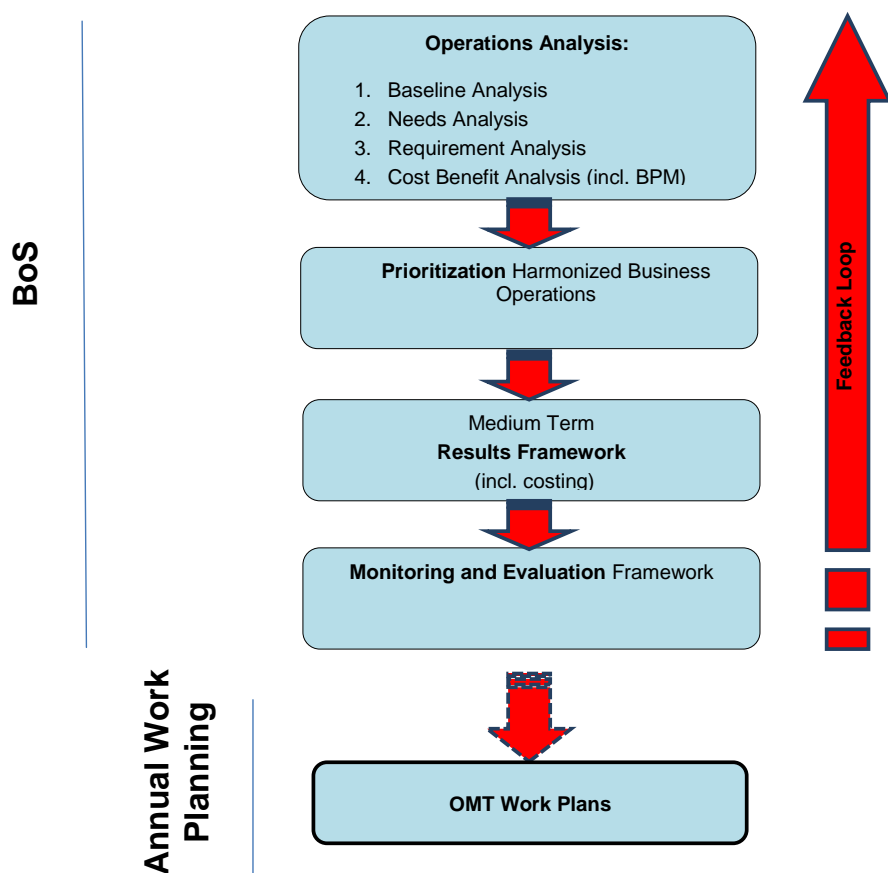 Operations Analysis:
1. Baseline Analysis
2. Needs Analysis
3. Requirement Analysis
4. Cost Benefit Analysis (incl. BPM)
BoS
Prioritization Harmonized Business
Operations
Feedback Loop
Medium Term
Results Framework
(incl. costing)
Monitoring and Evaluation Framework
Annual Work
Planning
OMT Work Plans